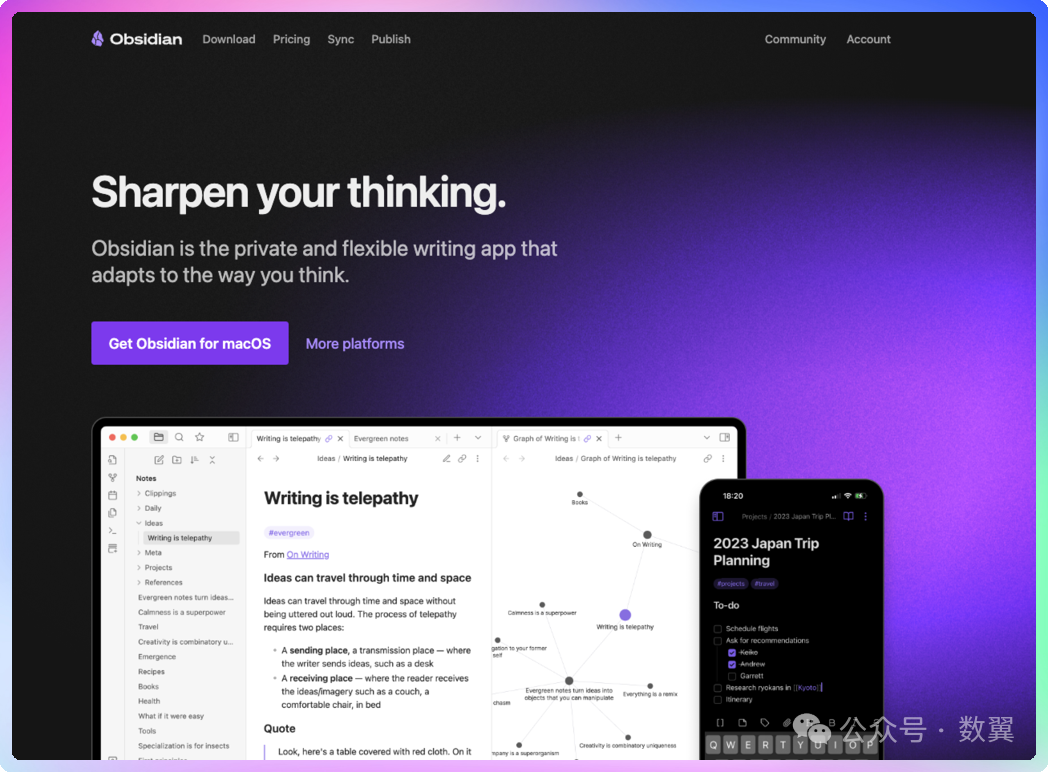 Obsidian
Download
Pricing
Sync
Publish
Community
Account
Sharpen your thinking.
Obsidian is the private and flexible writing app that
adapts to the way you think.
Get Obsidian for macOS
More platforms
Writing is telepathy
Evergreen notes
Graph of Writing is
Ideas / Writing is telepathy
Ideas / Graph of Writing is telepathy
Notes
Clippings
Daily
Ideas
Writing is telepathy
Meta
Projects
References
Evergreen notes turn ideas...
Calmness is a superpower
Travel
Creativity is combinatory u...
Emergence
Recipes
Books
Health
What if it were easy
Tools
Specialization is for insects
Writing is telepathy
#evergreen
From On Writing
Ideas can travel through time and space
Ideas can travel through time and space without
being uttered out loud. The process of telepathy
requires two places:
• A sending place, a transmission place — where
the writer sends ideas, such as a desk
• A receiving place — where the reader receives
the ideas/imagery such as a couch, a
comfortable chair, in bed
Quote
Look, here's a table covered with red cloth. On it
Books
On Writing
Calmness is a superpower
Writing is telepathy
gation to your former
self
Evergreen notes turn ideas into
objects that you can manipulate
Everything is a remix
chasm
Creativity is combinatory uniqueness
mpany is a superorganism
18:20
Projects / 2023 Japan Trip Pl...
2023 Japan Trip
Planning
#projects
#travel
To-do
Schedule flights
Ask for recommendations
Keiko
Andrew
Garrett
Research ryokans in [[Kyoto]]
Itinerary
Q W E R T Y U I O P
公众号 · 数翼